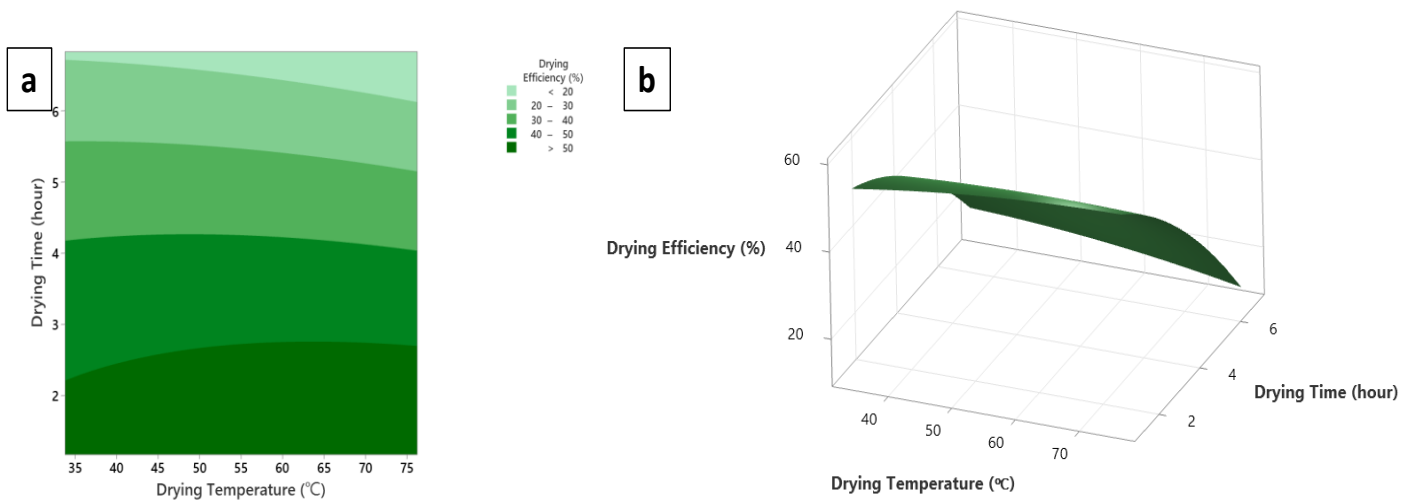 a
Drying
Efficiency (%)
< 20
20 – 30
30 – 40
40 – 50
> 50
6
5
4
3
2
Drying Time (hour)
35 40 45 50 55 60 65 70 75
Drying Temperature (°C)
b
60
40
20
Drying Efficiency (%)
40
50
60
70
6
4
2
Drying Time (hour)
Drying Temperature (ºC)